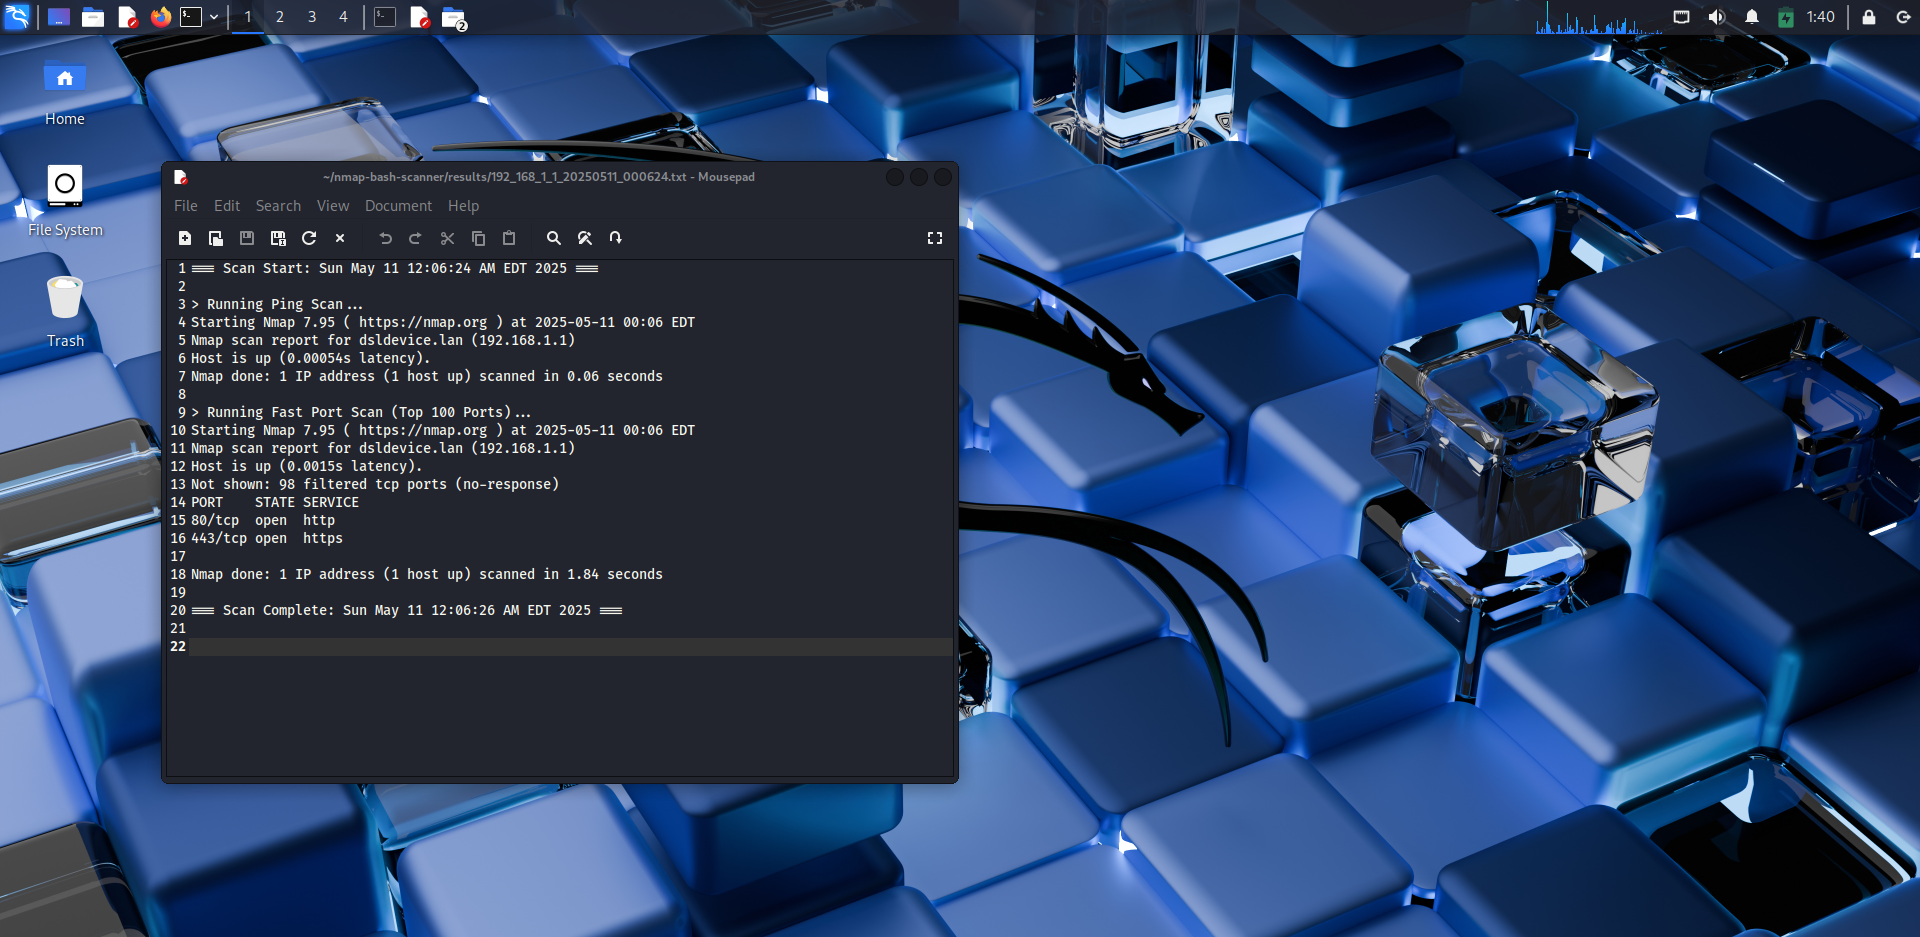 1 2 3 4
2
1:40
Home
File System
Trash
~/nmap-bash-scanner/results/192_168_1_1_20250511_000624.txt - Mousepad
File Edit Search View Document Help
1 === Scan Start: Sun May 11 12:06:24 AM EDT 2025 ===
2
3 > Running Ping Scan...
4 Starting Nmap 7.95 ( https://nmap.org ) at 2025-05-11 00:06 EDT
5 Nmap scan report for dsldevice.lan (192.168.1.1)
6 Host is up (0.00054s latency).
7 Nmap done: 1 IP address (1 host up) scanned in 0.06 seconds
8
9 > Running Fast Port Scan (Top 100 Ports)...
10 Starting Nmap 7.95 ( https://nmap.org ) at 2025-05-11 00:06 EDT
11 Nmap scan report for dsldevice.lan (192.168.1.1)
12 Host is up (0.0015s latency).
13 Not shown: 98 filtered tcp ports (no-response)
14 PORT    STATE SERVICE
15 80/tcp  open  http
16 443/tcp open  https
17
18 Nmap done: 1 IP address (1 host up) scanned in 1.84 seconds
19
20 === Scan Complete: Sun May 11 12:06:26 AM EDT 2025 ===
21
22